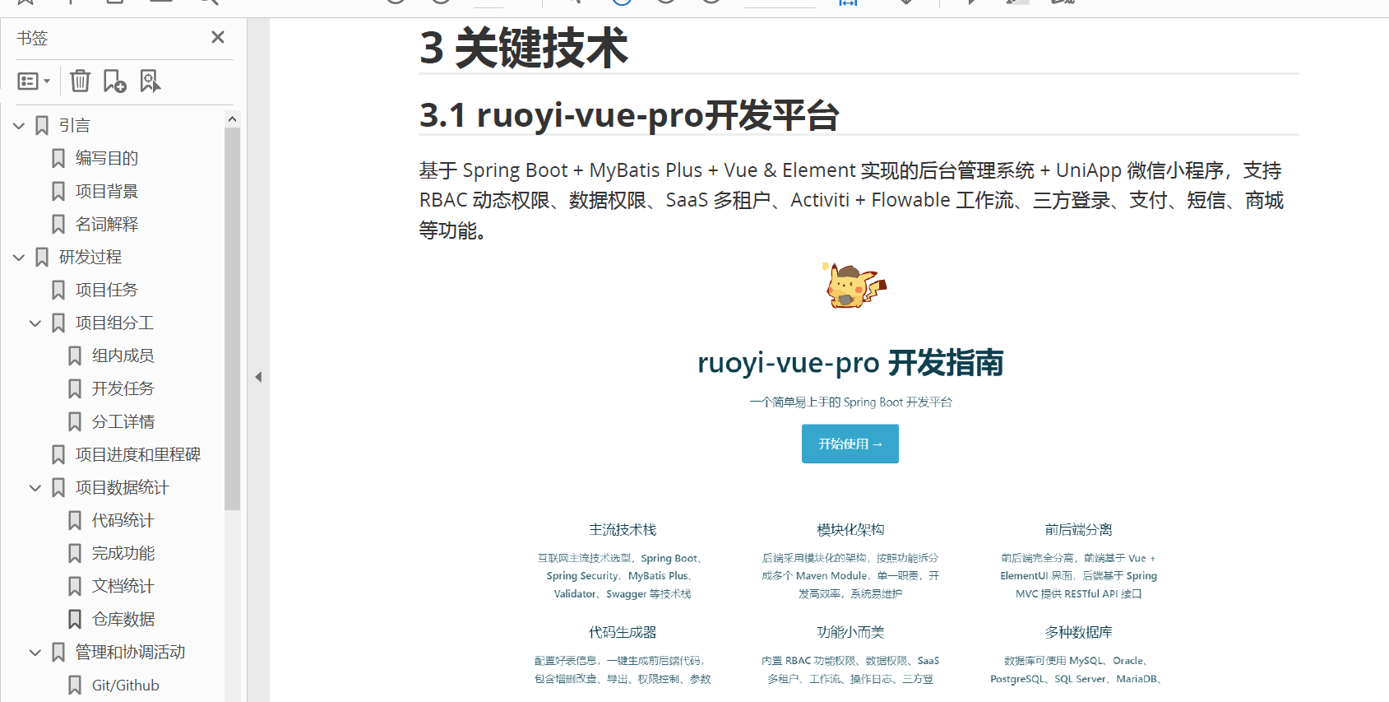 书签
引言
编写目的
项目背景
名词解释
研发过程
项目任务
项目组分工
组内成员
开发任务
分工详情
项目进度和里程碑
项目数据统计
代码统计
完成功能
文档统计
仓库数据
管理和协调活动
Git/Github
3 关键技术
3.1 ruoyi-vue-pro开发平台
基于 Spring Boot + MyBatis Plus + Vue & Element 实现的后台管理系统 + UniApp 微信小程序，支持
RBAC 动态权限、数据权限、SaaS 多租户、Activiti + Flowable 工作流、三方登录、支付、短信、商城
等功能。
ruoyi-vue-pro 开发指南
一个简单易上手的 Spring Boot 开发平台
开始使用 →
主流技术栈
互联网主流技术选型，Spring Boot、
Spring Security、MyBatis Plus、
Validator、Swagger 等技术栈
模块化架构
后端采用模块化的架构，按照功能拆分
成多个 Maven Module，单一职责，开
发高效率，系统易维护
前后端分离
前后端完全分离，前端基于 Vue +
ElementUI 界面，后端基于 Spring
MVC 提供 RESTful API 接口
代码生成器
配置好表信息，一键生成前后端代码，
包含增删改查、导出、权限控制、参数
功能小而美
内置 RBAC 功能权限、数据权限、SaaS
多租户、工作流、操作日志、三方登
多种数据库
数据库可使用 MySQL、Oracle、
PostgreSQL、SQL Server、MariaDB、